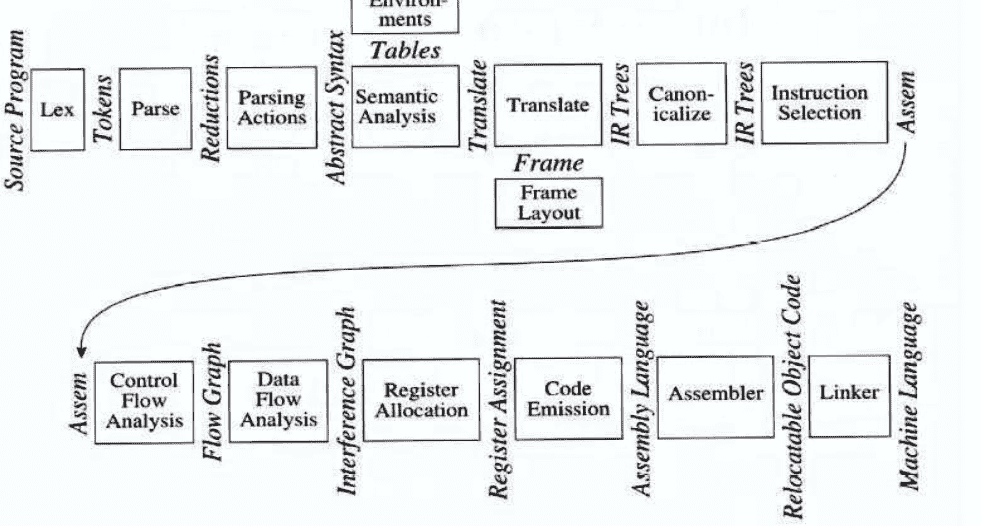 Environ-
ments
Tables
Source Program
Lex
Tokens
Parse
Reductions
Parsing
Actions
Abstract Syntax
Semantic
Analysis
Translate
Translate
IR Trees
Canon-
icalize
IR Trees
Instruction
Selection
Assem
Frame
Frame
Layout
Assem
Control
Flow
Analysis
Flow Graph
Data
Flow
Analysis
Interference Graph
Register
Allocation
Register Assignment
Code
Emission
Assembly Language
Assembler
Relocatable Object Code
Linker
Machine Language